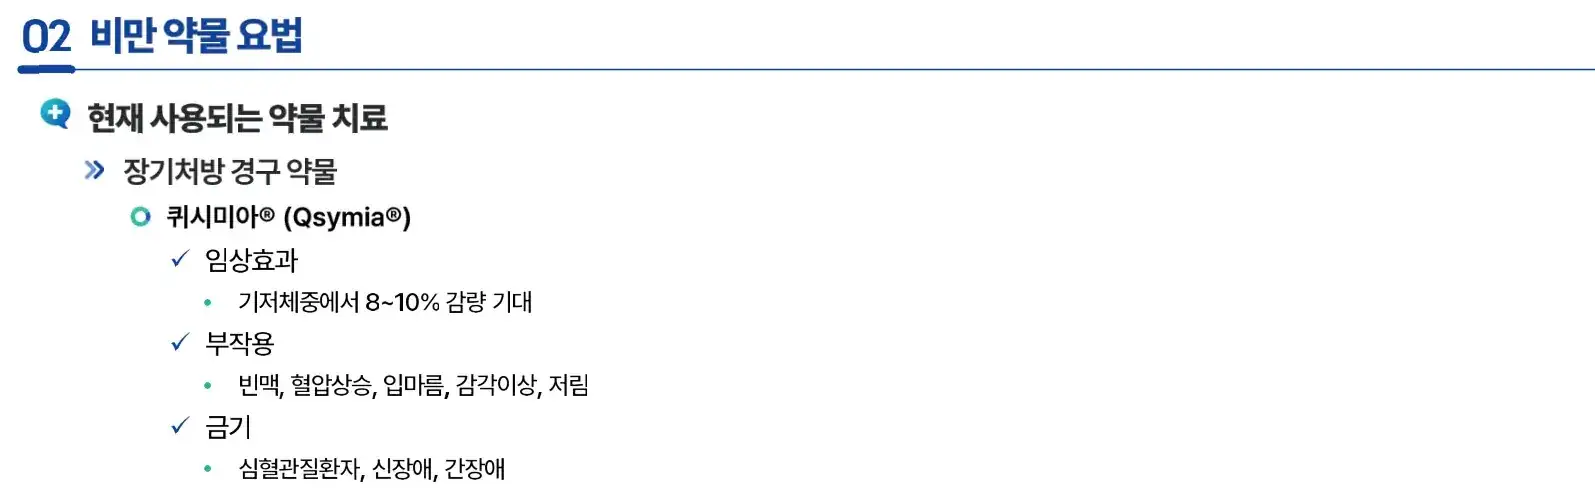 02 비만 약물 요법
현재 사용되는 약물 치료
장기처방 경구 약물
퀴시미아® (Qsymia®)
임상효과
기저체중에서 8~10% 감량 기대
부작용
빈맥, 혈압상승, 입마름, 감각이상, 저림
금기
심혈관질환자, 신장애, 간장애